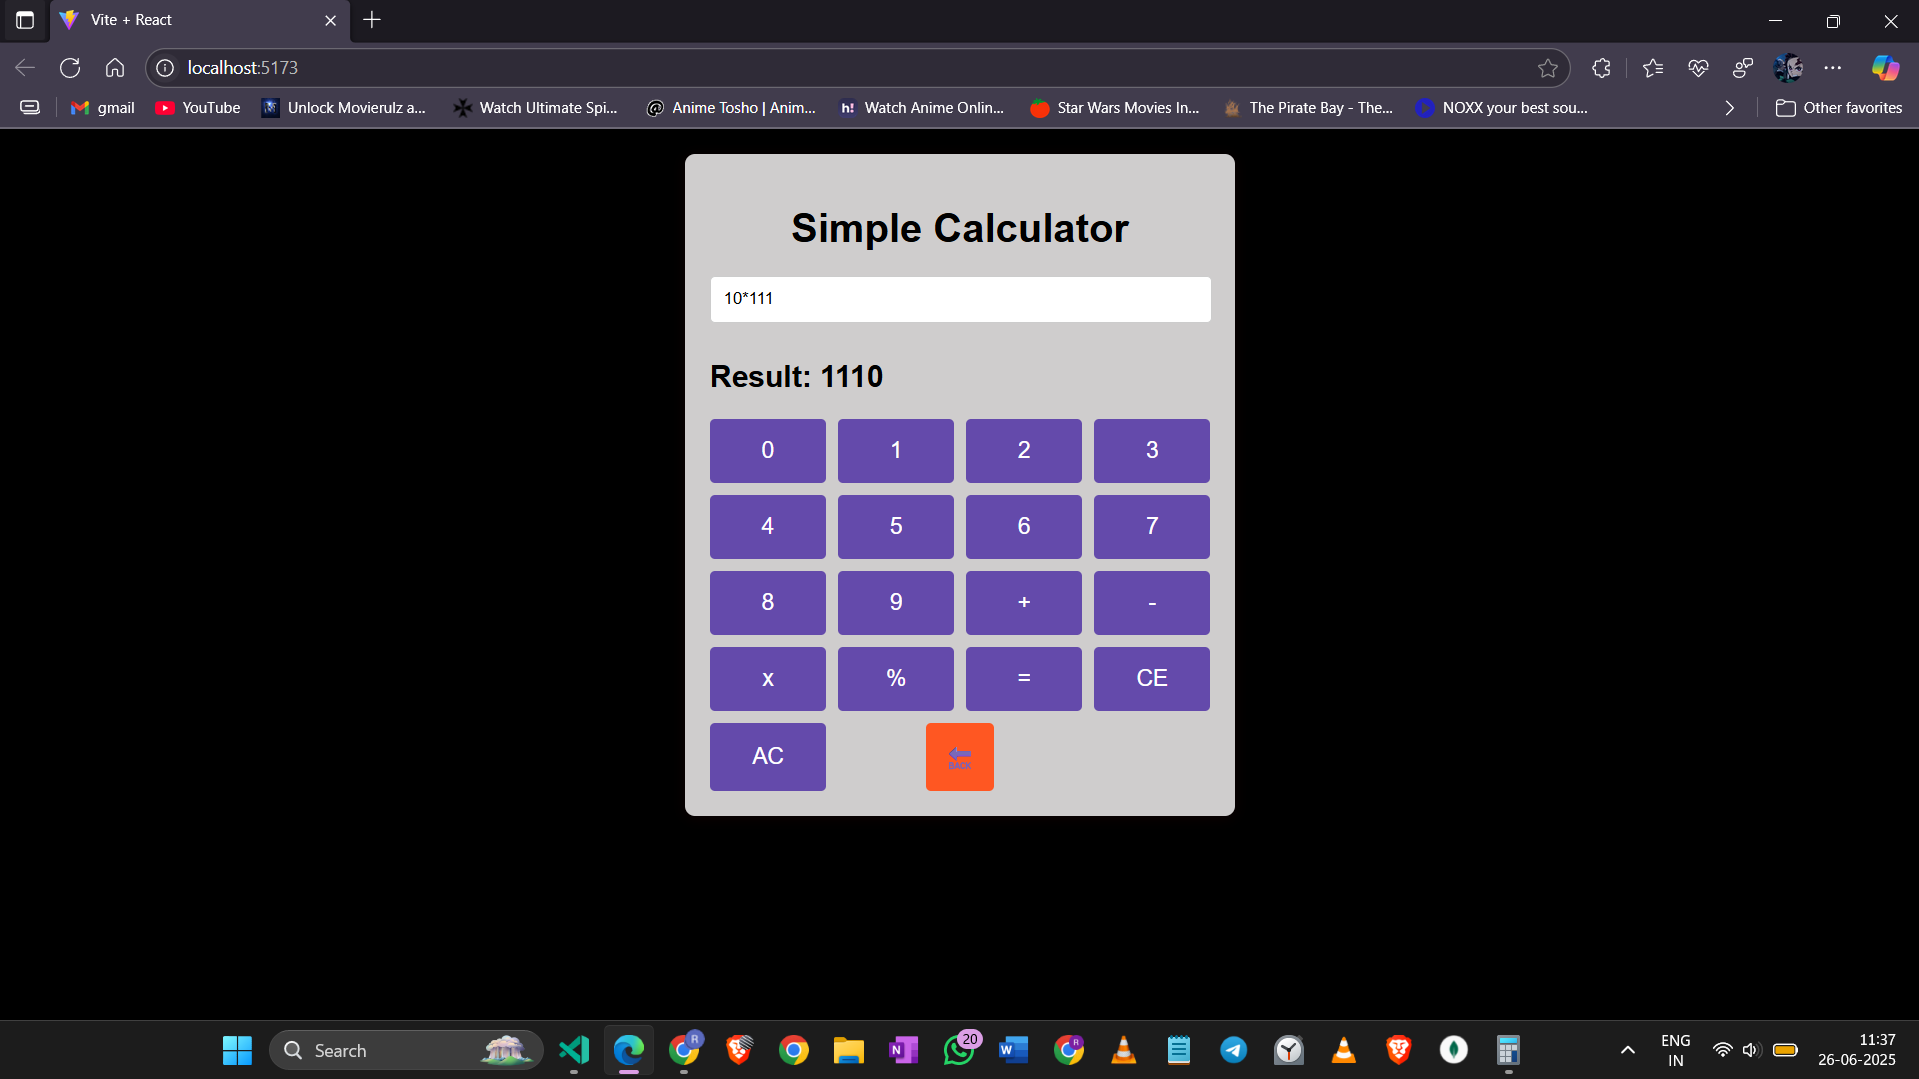 Vite + React
localhost:5173
gmail YouTube Unlock Movierulz a... Watch Ultimate Spi... Anime Tosho | Anim... h! Watch Anime Onlin... Star Wars Movies In... The Pirate Bay - The... NOXX your best sou... Other favorites
Simple Calculator
10*111
Result: 1110
0 1 2 3
4 5 6 7
8 9 + -
x % = CE
AC BACK
Search R N 20 W R ENG 11:37
IN 26-06-2025